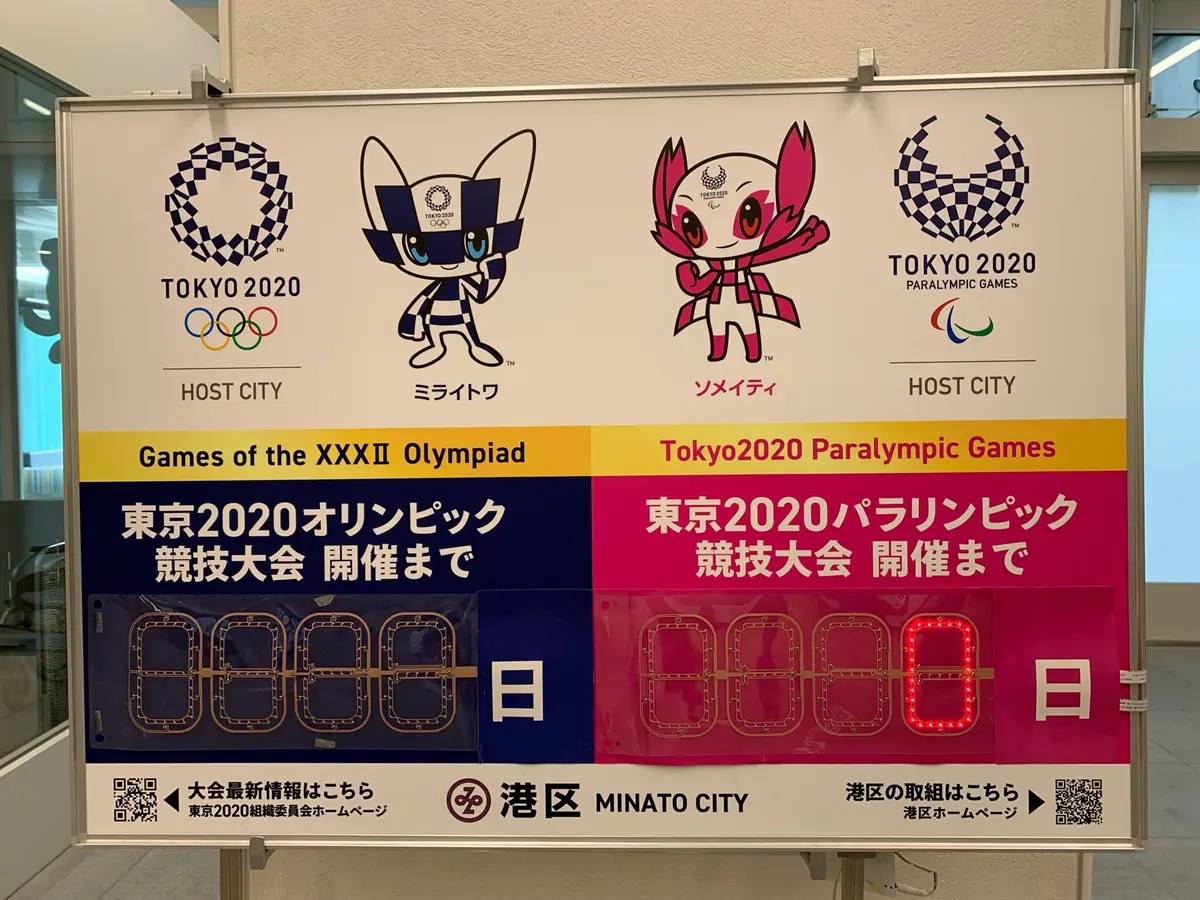 TOKYO 2020
HOST CITY
TOKYO 2020
ミライトワ
TOKYO 2020
PARALYMPIC GAMES
ソメイティ
TOKYO 2020
PARALYMPIC GAMES
HOST CITY
Games of the XXXⅡ Olympiad
東京2020オリンピック
競技大会 開催まで
日
Tokyo2020 Paralympic Games
東京2020パラリンピック
競技大会 開催まで
0
日
大会最新情報はこちら
東京2020組織委員会ホームページ
港区 MINATO CITY
港区の取組はこちら
港区ホームページ